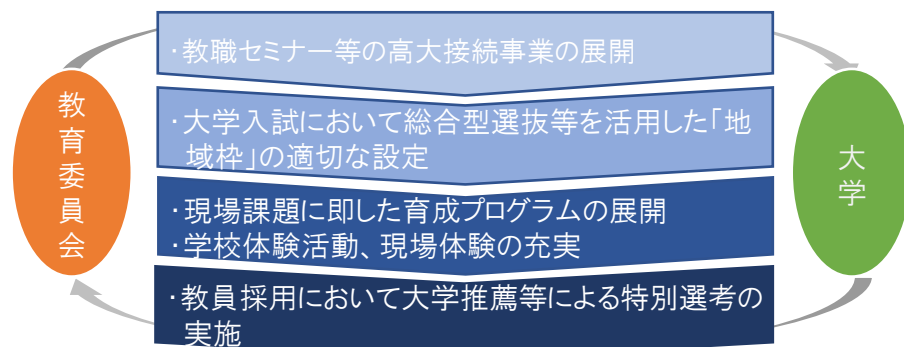 ・教職セミナー等の高大接続事業の展開
・大学入試において総合型選抜等を活用した「地
域枠」の適切な設定
・現場課題に即した育成プログラムの展開
・学校体験活動、現場体験の充実
・教員採用において大学推薦等による特別選考の
実施
教育委員会
大学